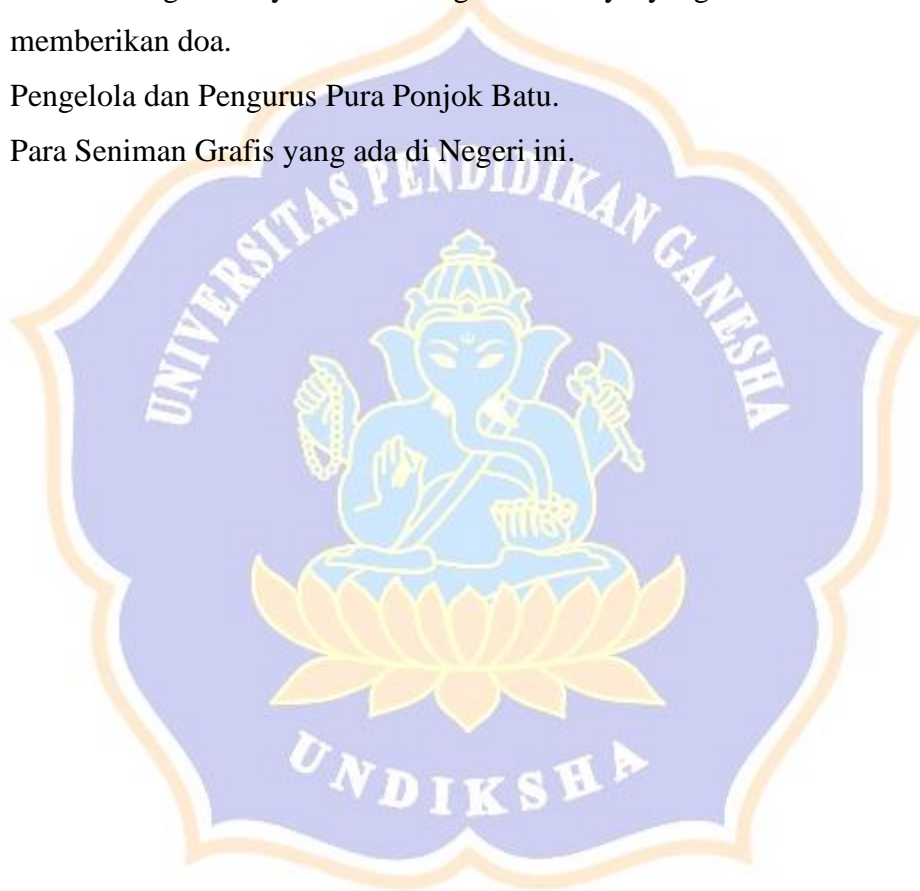 memberikan doa.
Pengelola dan Pengurus Pura Ponjok Batu.
Para Seniman Grafis yang ada di Negeri ini.
UNIVERSITAS PENDIDIKAN GANESHA
UNDIKSHA